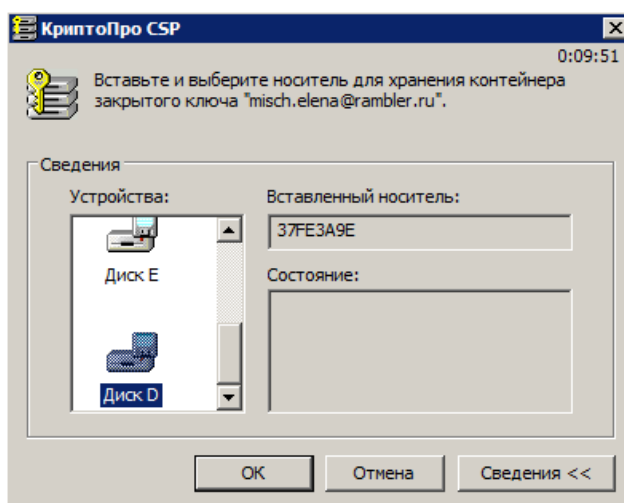 КриптоПро CSP
0:09:51
Вставьте и выберите носитель для хранения контейнера
закрытого ключа "misch.elena@rambler.ru".
Сведения
Устройства:
Вставленный носитель:
37FE3A9E
Диск E
Состояние:
Диск D
OK
Отмена
Сведения <<